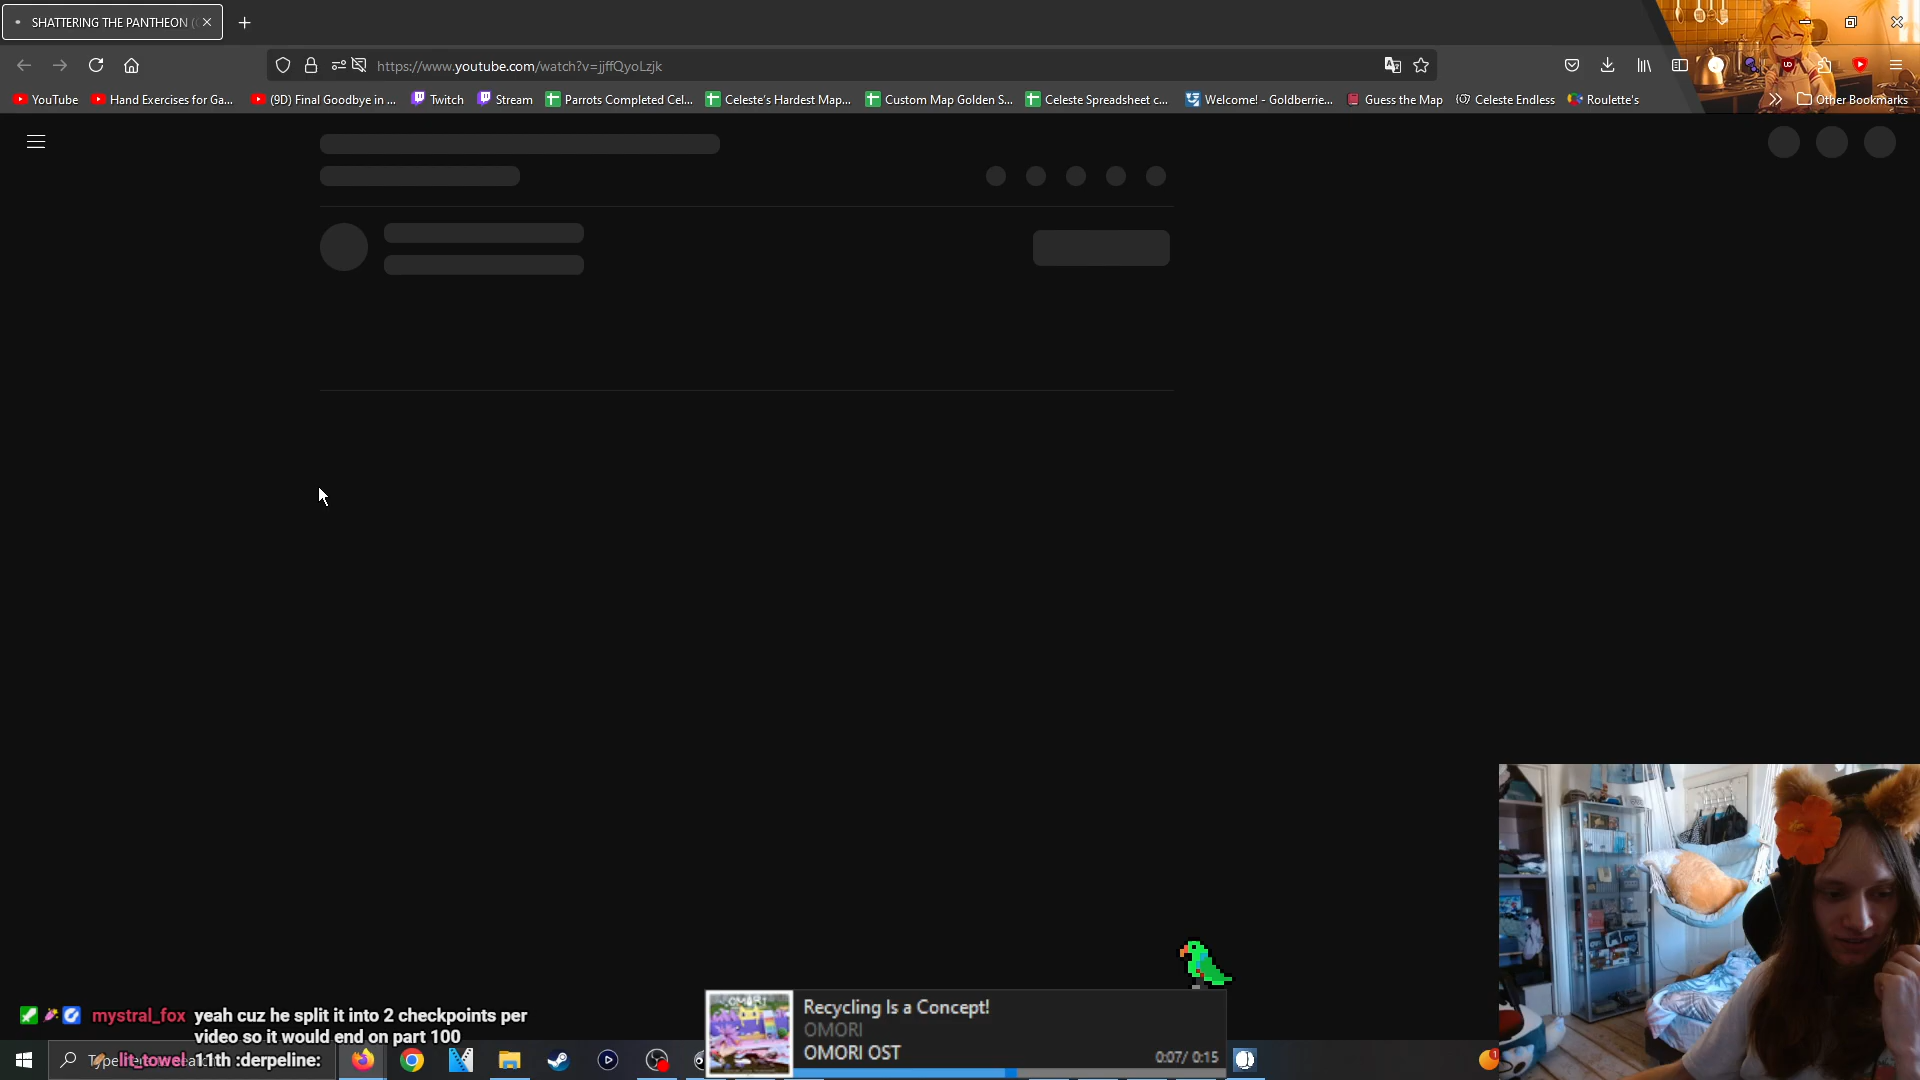 SHATTERING THE PANTHEON (
https://www.youtube.com/watch?v=jjffQyoLzjk
YouTube
Hand Exercises for Ga...
(9D) Final Goodbye in ...
Twitch
Stream
Parrots Completed Cel...
Celeste's Hardest Map...
Custom Map Golden S...
Celeste Spreadsheet c...
Welcome! - Goldberrie...
Guess the Map
Celeste Endless
Roulette's
Other Bookmarks
mystral_fox yeah cuz he split it into 2 checkpoints per
video so it would end on part 100
lit_towel 11th :derpeline:
Recycling Is a Concept!
OMORI
OMORI OST
0:07/ 0:15